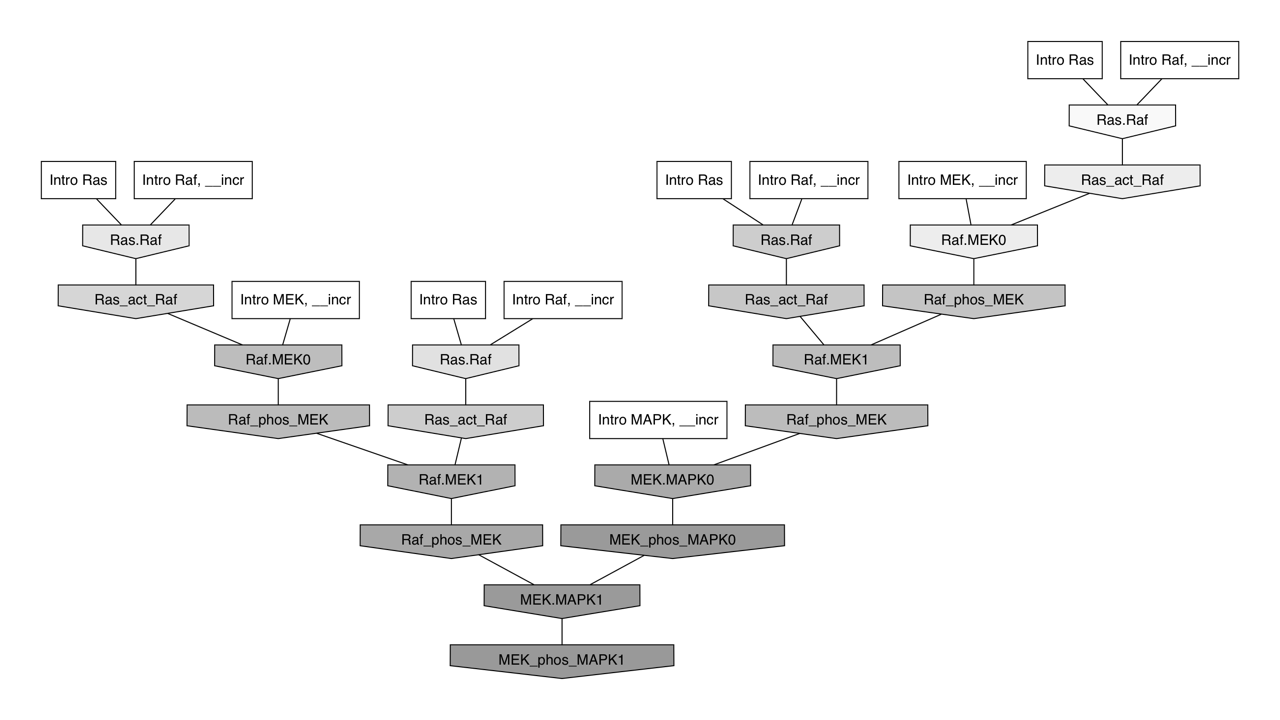 Intro Ras
Intro Raf, __incr
Ras.Raf
Intro Ras
Intro Raf, __incr
Intro Ras
Intro Raf, __incr
Intro MEK, __incr
Ras_act_Raf
Ras.Raf
Ras.Raf
Raf.MEK0
Ras_act_Raf
Intro MEK, __incr
Intro Ras
Intro Raf, __incr
Ras_act_Raf
Raf_phos_MEK
Raf.MEK0
Ras.Raf
Raf.MEK1
Raf_phos_MEK
Ras_act_Raf
Intro MAPK, __incr
Raf_phos_MEK
Raf.MEK1
MEK.MAPK0
Raf_phos_MEK
MEK_phos_MAPK0
MEK.MAPK1
MEK_phos_MAPK1